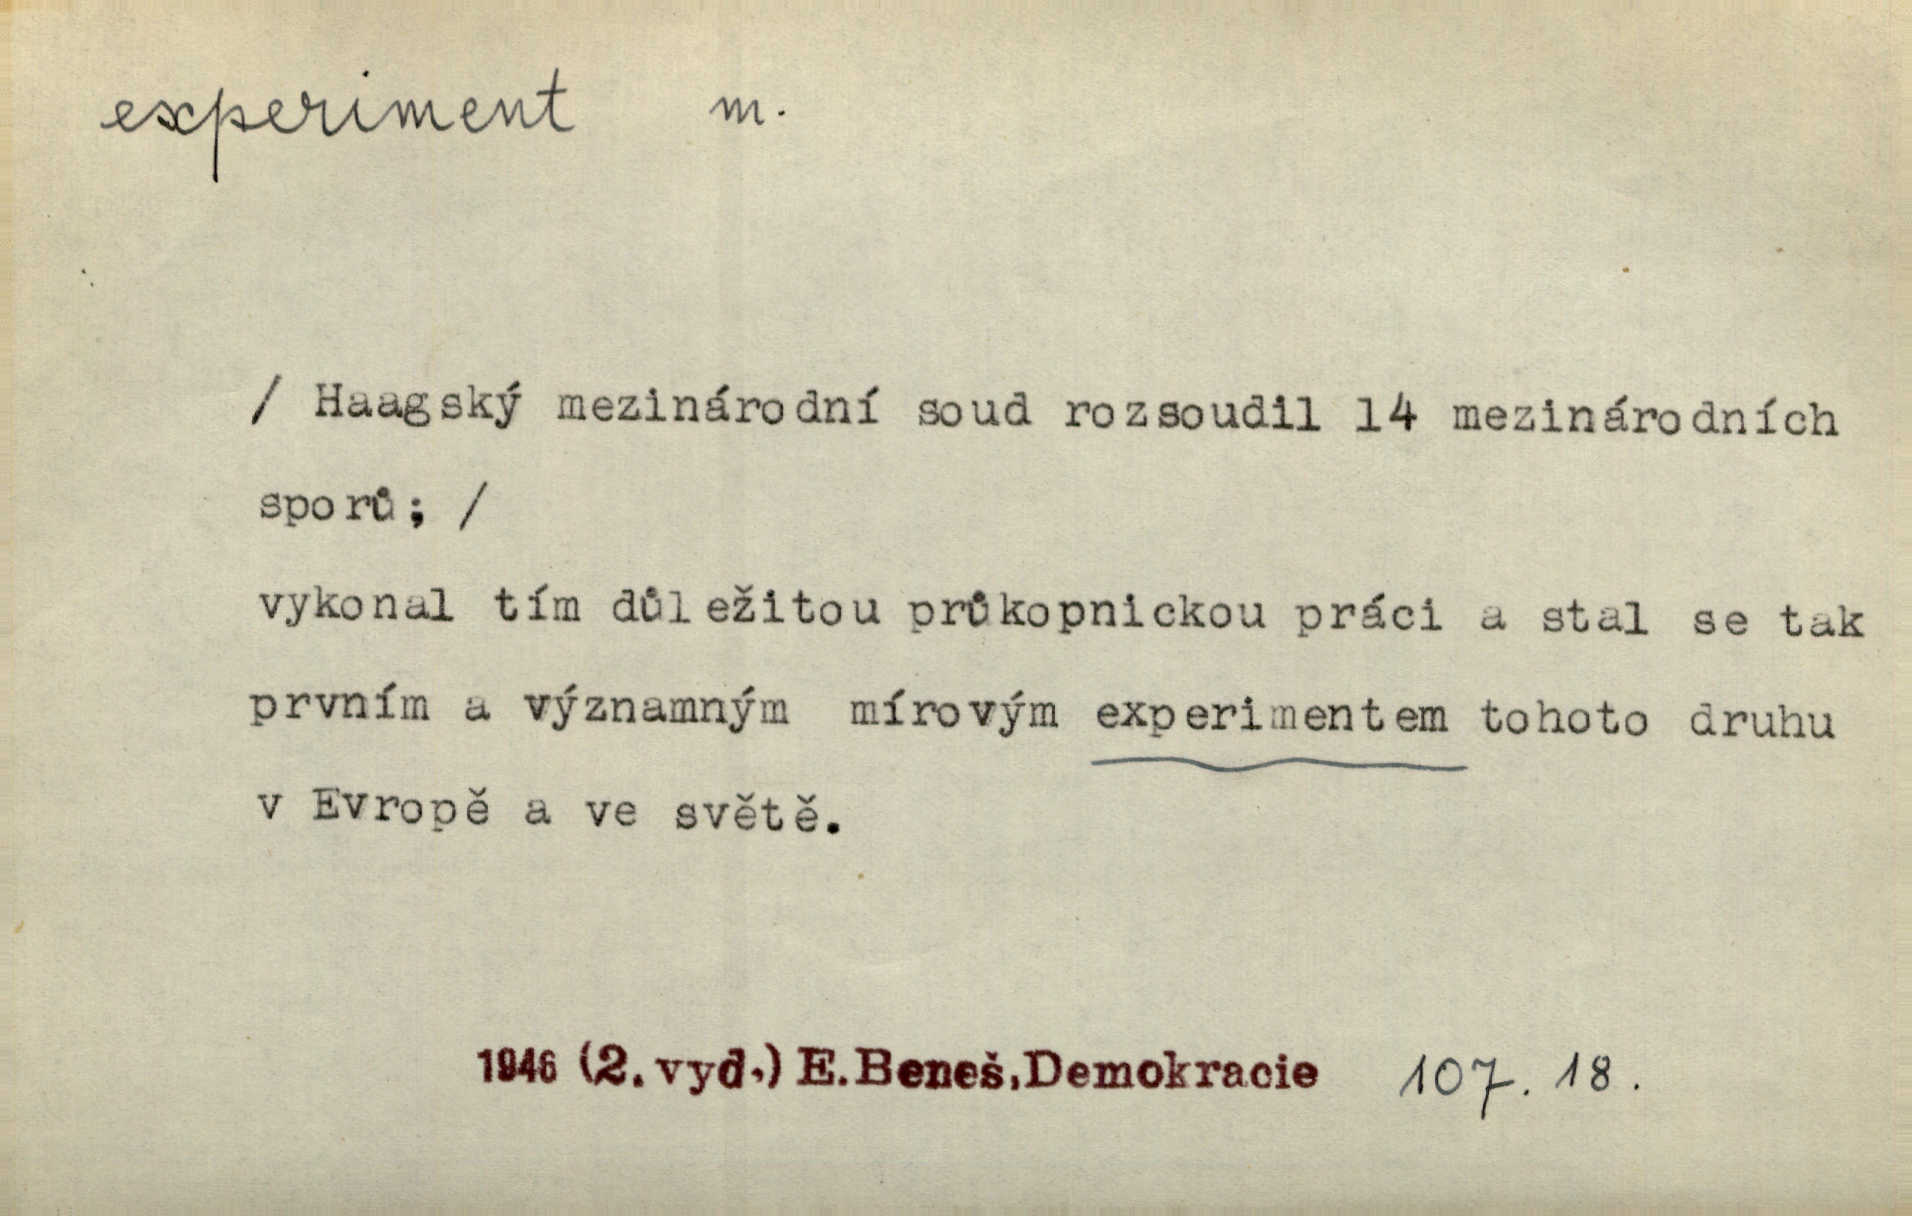 experiment m.
/ Haagský mezinárodní soud rozsoudil 14 mezinárodních
sporů; /
vykonal tím důležitou průkopnickou práci a stal se tak
prvním a významným mírovým experimentem tohoto druhu
v Evropě a ve světě.
1946 (2. vyd.) E. Beneš, Demokracie 107. 18.